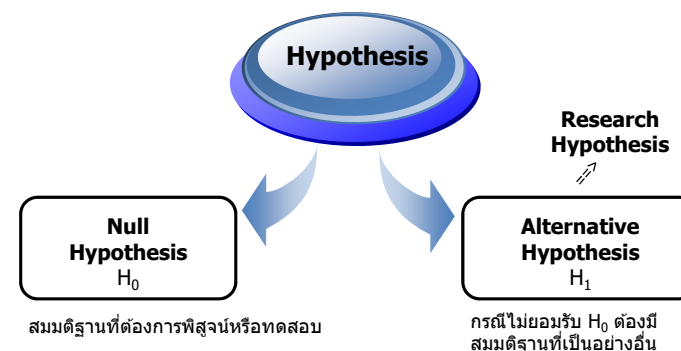 Hypothesis
Research
Hypothesis
Null
Hypothesis
H₀
Alternative
Hypothesis
H₁
สมมติฐานที่ต้องการพิสูจน์หรือทดสอบ
กรณีไม่ยอมรับ H₀ ต้องมี
สมมติฐานที่เป็นอย่างอื่น